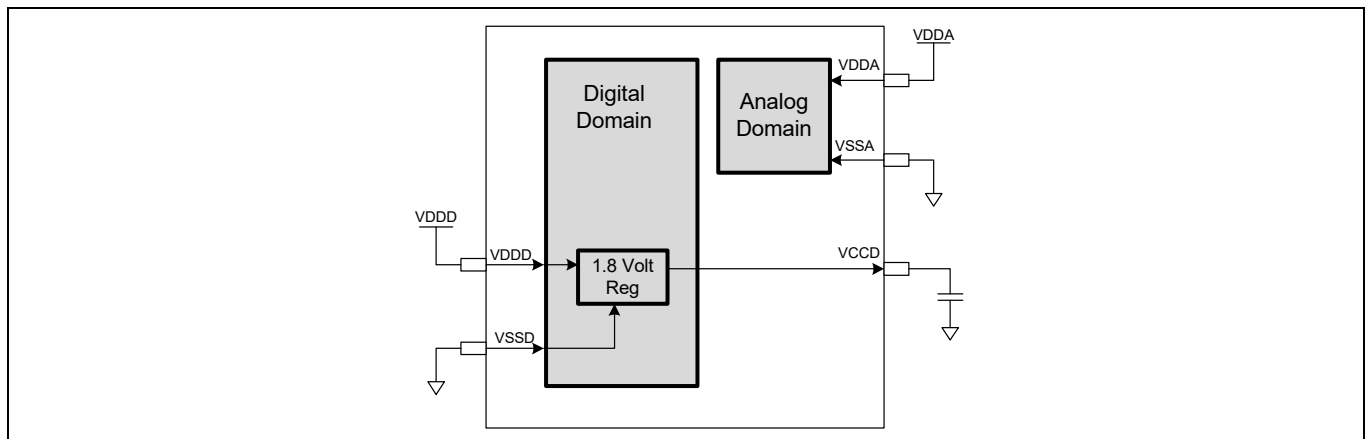 VDDA
VDDA
Digital
Domain
Analog
Domain
VSSA
VDDD
VDDD
1.8 Volt
Reg
VCCD
VSSD